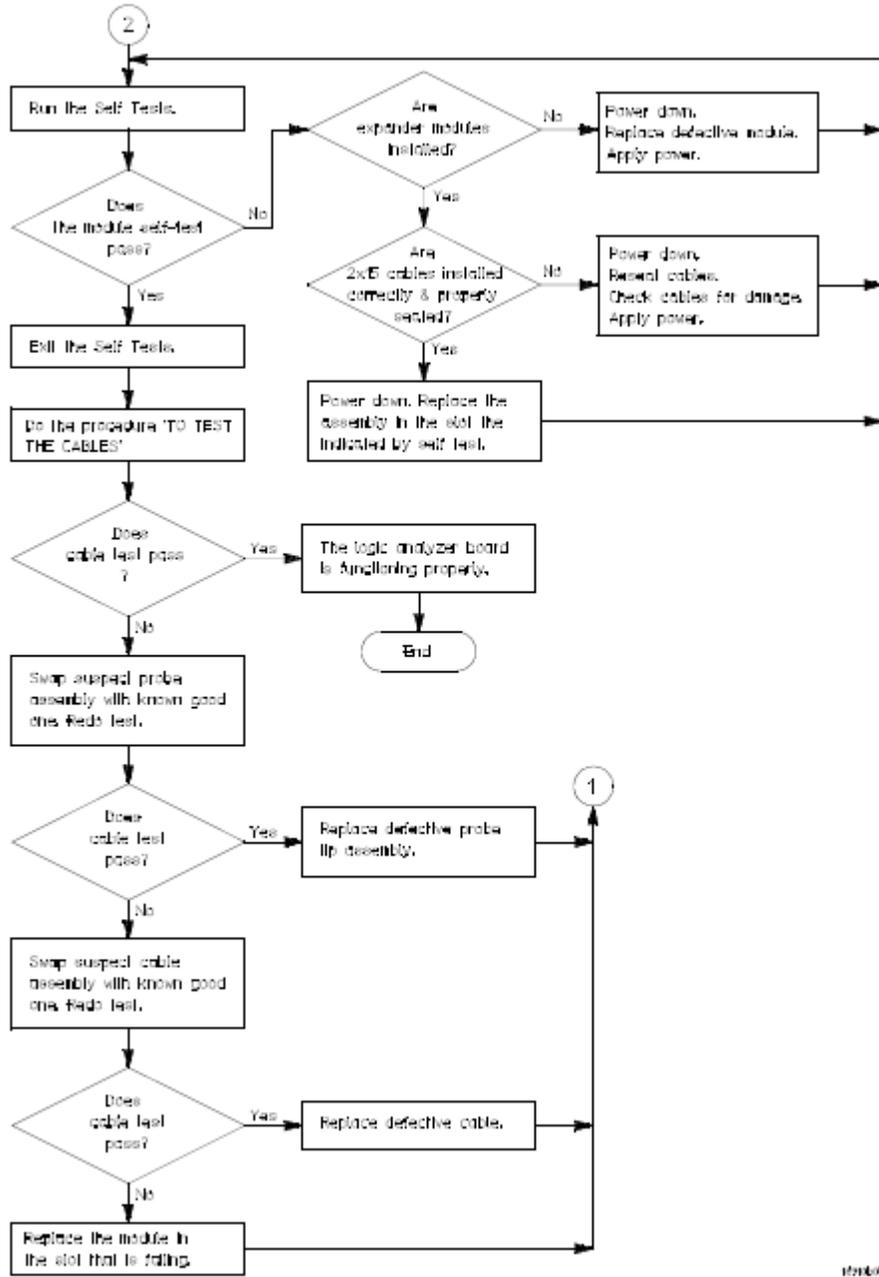 2
Run the Self Tests.
Does
the module self-test
pass?
No
Yes
Are
expander modules
installed?
No
Yes
Power down.
Replace defective module.
Apply power.
Are
2x15 cables installed
correctly & properly
seated?
No
Yes
Power down.
Reseat cables.
Check cables for damage.
Apply power.
Power down. Replace the
assembly in the slot the
indicated by self test.
Exit the Self Tests.
Do the procedure "TO TEST
THE CABLES"
Does
cable test pass
?
Yes
No
The logic analyzer board
is functioning properly.
End
Swap suspect probe
assembly with known good
one. Redo test.
Does
cable test
pass?
Yes
No
Replace defective probe
tip assembly.
1
Swap suspect cable
assembly with known good
one. Redo test.
Does
cable test
pass?
Yes
No
Replace defective cable.
Replace the module in
the slot that is failing.